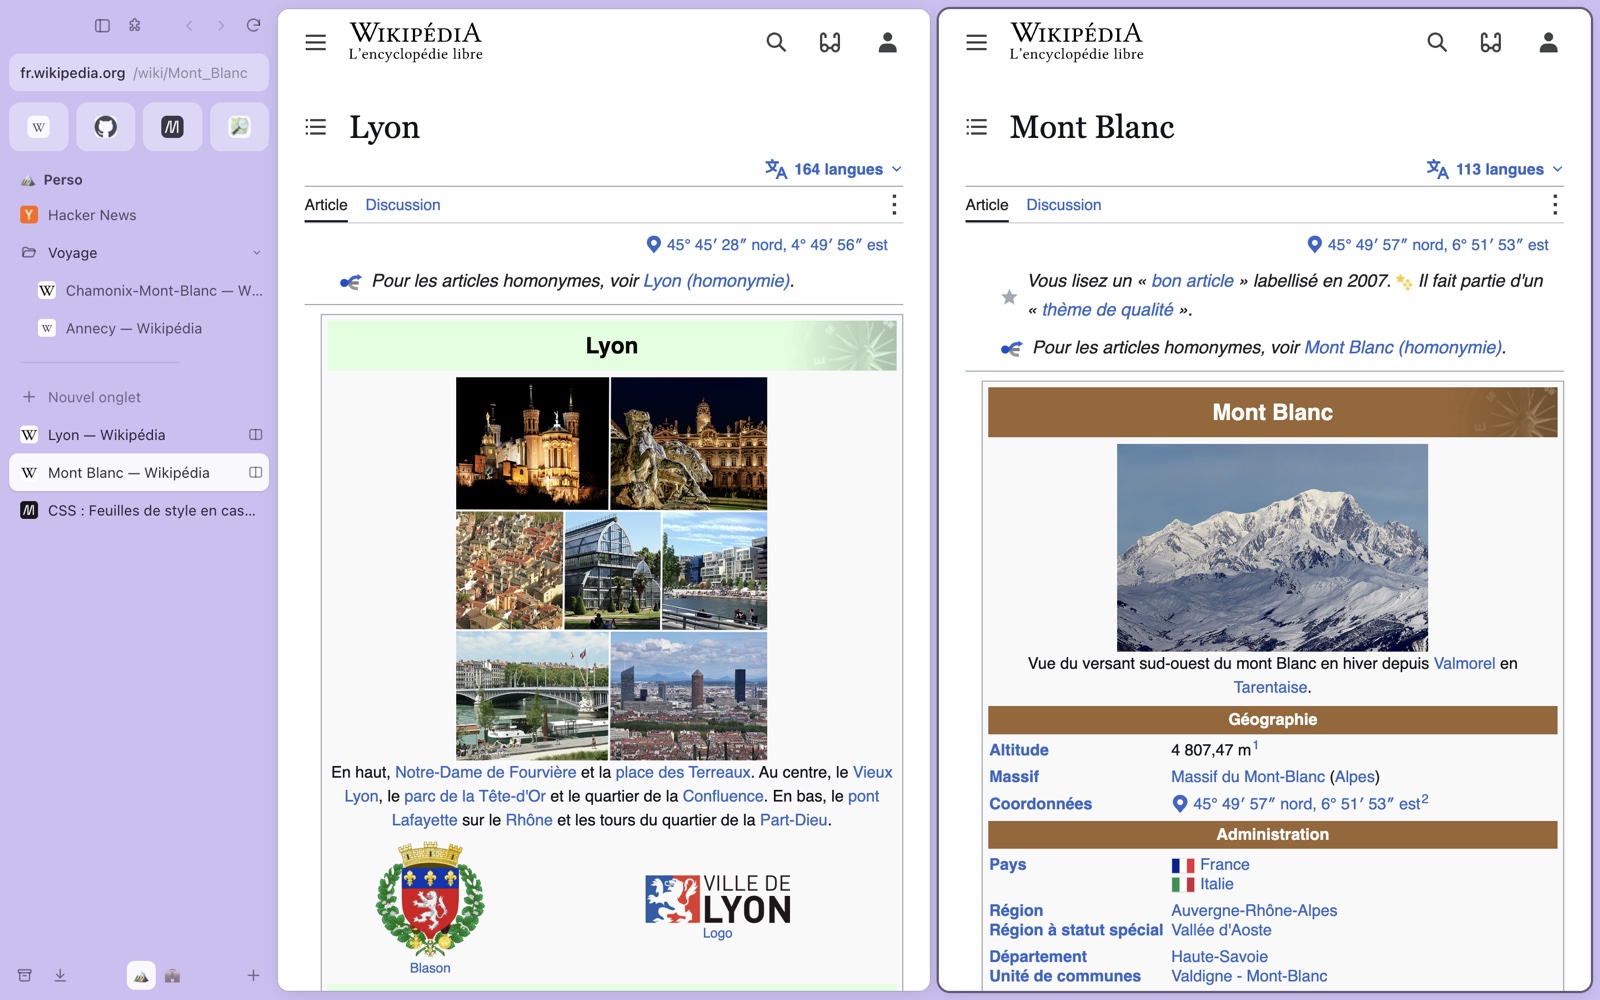 fr.wikipedia.org /wiki/Mont_Blanc
W
Perso
Y Hacker News
Voyage
W Chamonix-Mont-Blanc — W...
W Annecy — Wikipédia
Nouvel onglet
W Lyon — Wikipédia
W Mont Blanc — Wikipédia
CSS : Feuilles de style en cas...
WIKIPÉDIA
L'encyclopédie libre
Lyon
164 langues
Article Discussion
45° 45′ 28″ nord, 4° 49′ 56″ est
Pour les articles homonymes, voir Lyon (homonymie).
Lyon
En haut, Notre-Dame de Fourvière et la place des Terreaux. Au centre, le Vieux
Lyon, le parc de la Tête-d'Or et le quartier de la Confluence. En bas, le pont
Lafayette sur le Rhône et les tours du quartier de la Part-Dieu.
VILLE DE
LYON
Blason
Logo
WIKIPÉDIA
L'encyclopédie libre
Mont Blanc
113 langues
Article Discussion
45° 49′ 57″ nord, 6° 51′ 53″ est
Vous lisez un « bon article » labellisé en 2007. Il fait partie d'un
« thème de qualité ».
Pour les articles homonymes, voir Mont Blanc (homonymie).
Mont Blanc
Vue du versant sud-ouest du mont Blanc en hiver depuis Valmorel en
Tarentaise.
Géographie
Altitude 4 807,47 m1
Massif Massif du Mont-Blanc (Alpes)
Coordonnées 45° 49′ 57″ nord, 6° 51′ 53″ est2
Administration
Pays France
Italie
Région Auvergne-Rhône-Alpes
Région à statut spécial Vallée d'Aoste
Département Haute-Savoie
Unité de communes Valdigne - Mont-Blanc